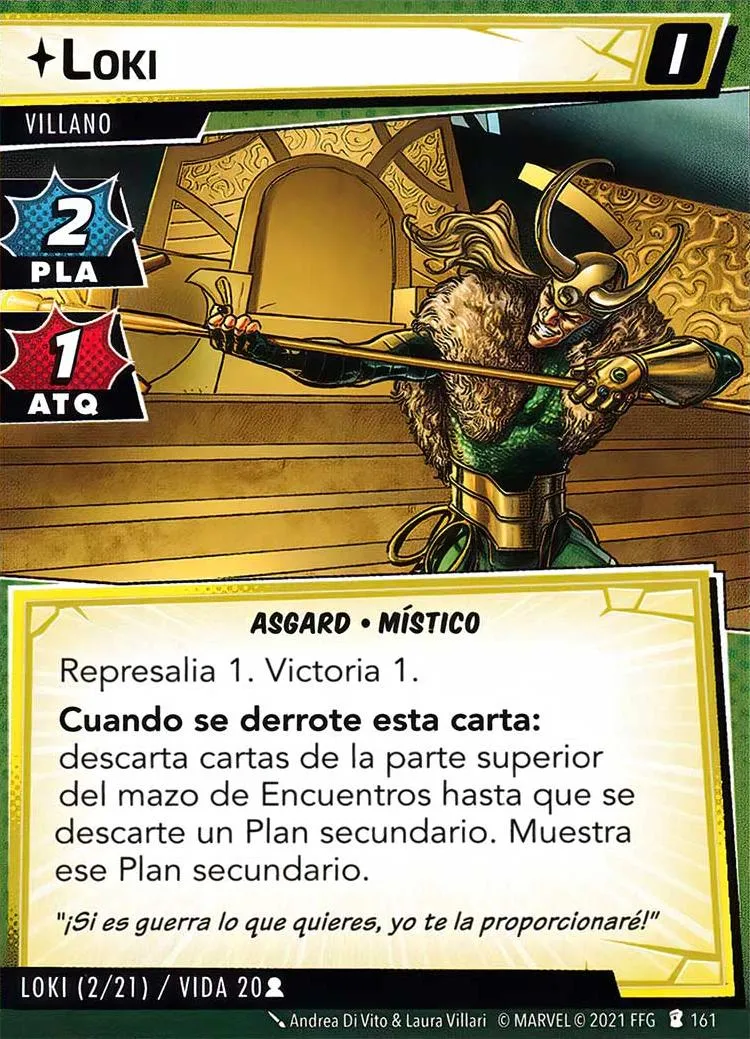 Loki
I
VILLANO
2
PLA
1
ATQ
ASGARD • MÍSTICO
Represalia 1. Victoria 1.
Cuando se derrote esta carta:
descarta cartas de la parte superior
del mazo de Encuentros hasta que se
descarte un Plan secundario. Muestra
ese Plan secundario.
"¡Si es guerra lo que quieres, yo te la proporcionaré!"
LOKI (2/21) / VIDA 20
Andrea Di Vito & Laura Villari © MARVEL © 2021 FFG 161